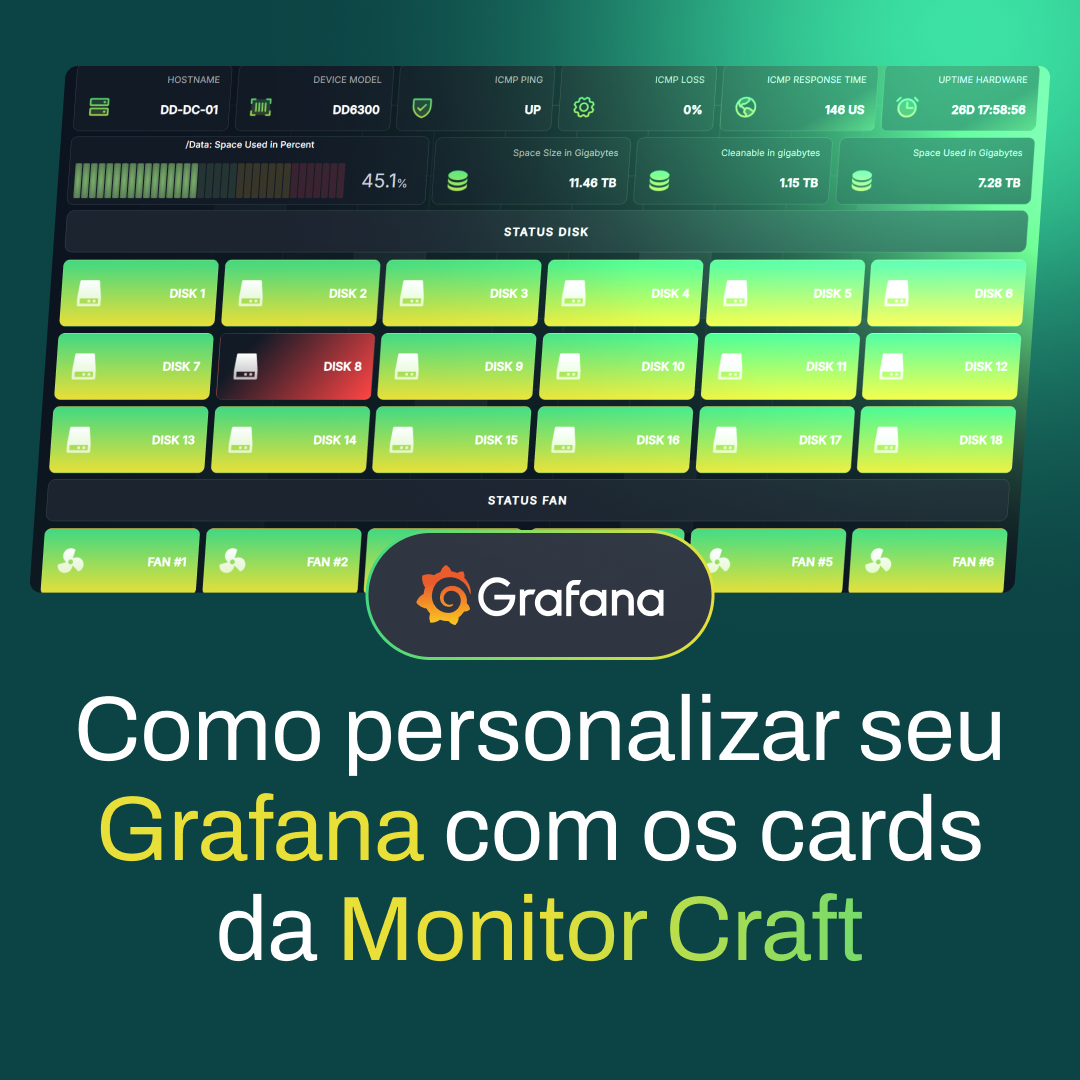 HOSTNAME
DD-DC-01
DEVICE MODEL
DD6300
ICMP PING
UP
ICMP LOSS
0%
ICMP RESPONSE TIME
146 US
UPTIME HARDWARE
26D 17:58:56
/Data: Space Used in Percent
45.1%
Space Size in Gigabytes
11.46 TB
Cleanable in gigabytes
1.15 TB
Space Used in Gigabytes
7.28 TB
STATUS DISK
DISK 1
DISK 2
DISK 3
DISK 4
DISK 5
DISK 6
DISK 7
DISK 8
DISK 9
DISK 10
DISK 11
DISK 12
DISK 13
DISK 14
DISK 15
DISK 16
DISK 17
DISK 18
STATUS FAN
FAN #1
FAN #2
FAN #5
FAN #6
Grafana
Como personalizar seu
Grafana com os cards
da Monitor Craft